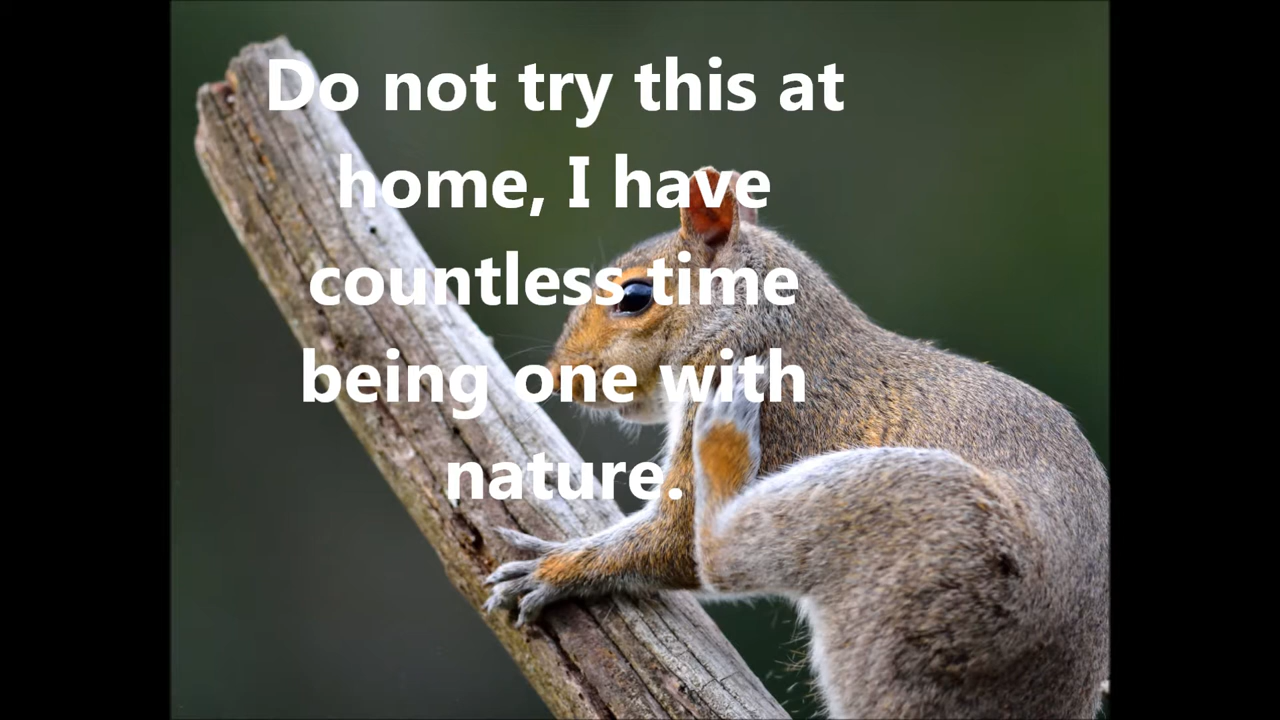 Do not try this at
home, I have
countless time
being one with
nature.